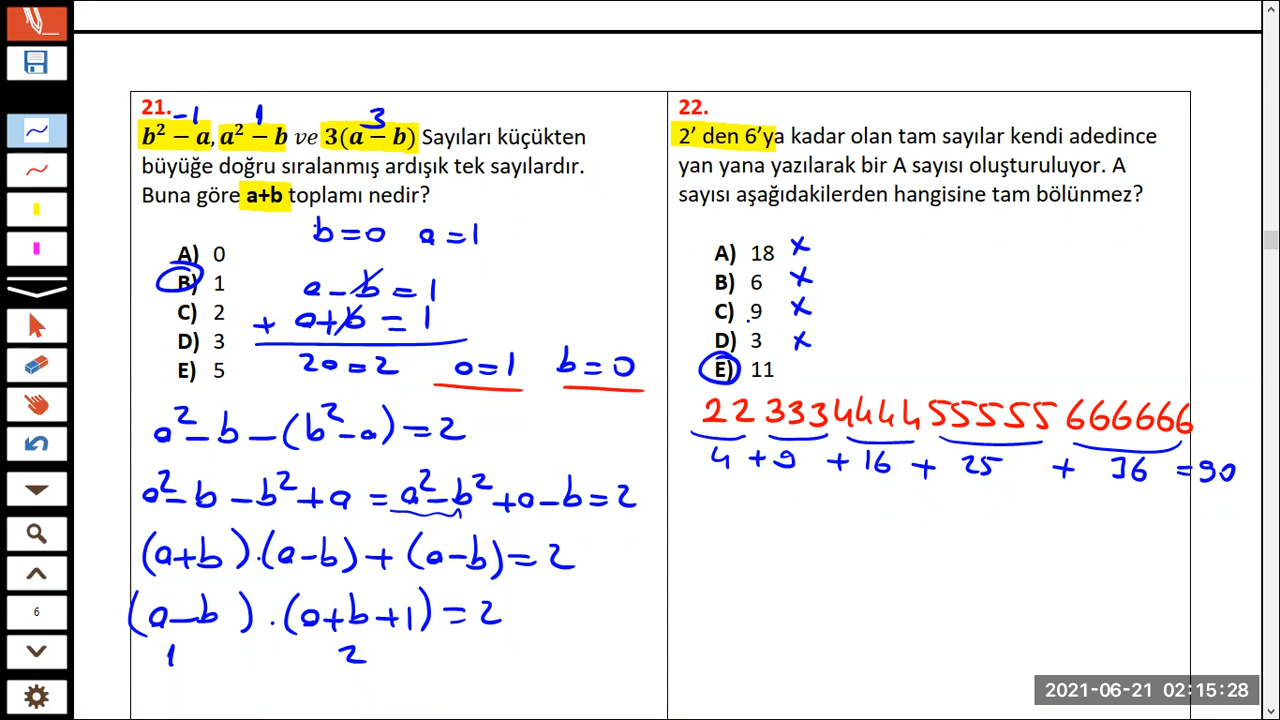 21.
b² – a, a² – b ve 3(a – b) Sayıları küçükten
-1 1 3
büyüğe doğru sıralanmış ardışık tek sayılardır.
Buna göre a+b toplamı nedir?
b=0 a=1
A) 0
B) 1
C) 2
D) 3
E) 5
a-b=1
+ a+b=1
2a=2 a=1 b=0
a²-b-(b²-a)=2
a²-b-b²+a=a²-b²+a-b=2
(a+b).(a-b)+(a-b)=2
(a-b).(a+b+1)=2
1 2
22.
2’ den 6’ya kadar olan tam sayılar kendi adedince
yan yana yazılarak bir A sayısı oluşturuluyor. A
sayısı aşağıdakilerden hangisine tam bölünmez?
A) 18 x
B) 6 x
C) 9 x
D) 3 x
E) 11
22 333 4444 55555 666666
4 + 9 + 16 + 25 + 36 = 90
6
2021-06-21 02:15:28